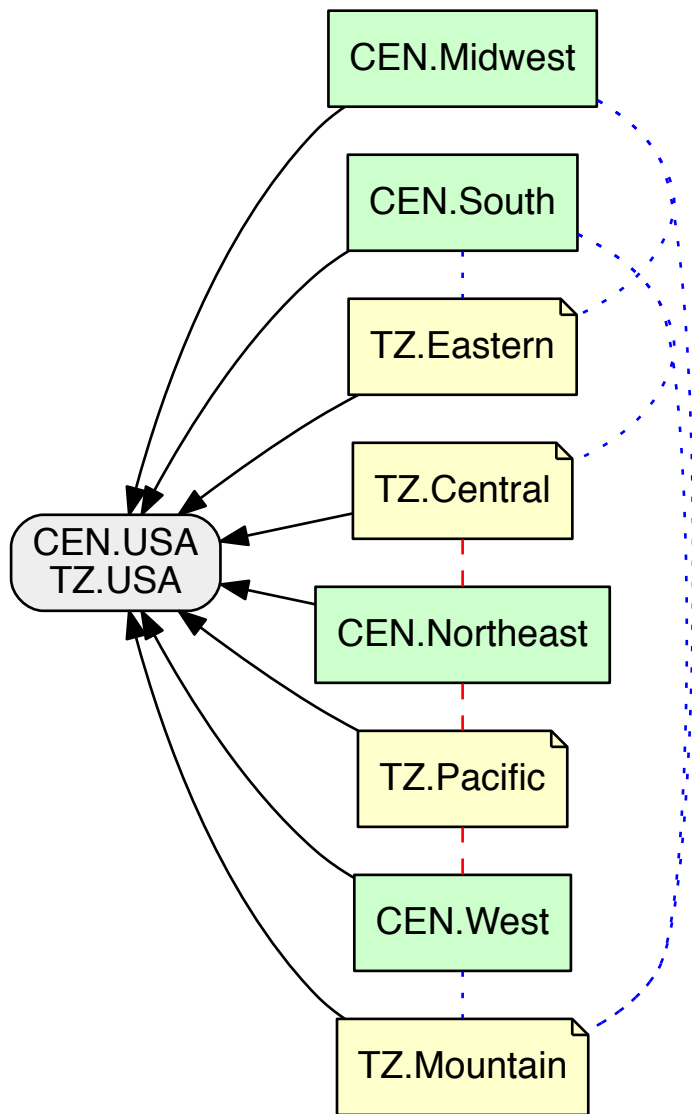 CEN.Midwest
CEN.South
TZ.Eastern
TZ.Central
CEN.USA
TZ.USA
CEN.Northeast
TZ.Pacific
CEN.West
TZ.Mountain